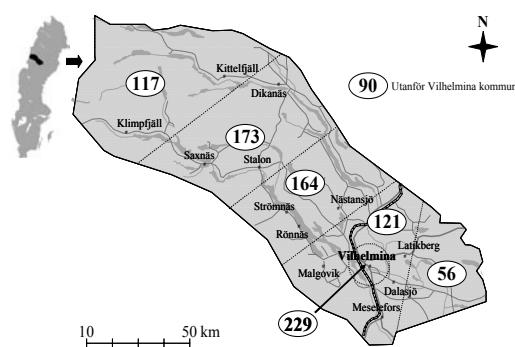 N
Kittelfjäll
117
90 Utanför Vilhelmina kommun
Dikanäs
Klimpfjäll
173
Saxnäs
Stalon
164
Nästansjö
Strömnäs
121
Rönnäs
Vilhelmina
Latikberg
Malgovik
56
Dalasjö
Meselefors
229
10
50 km